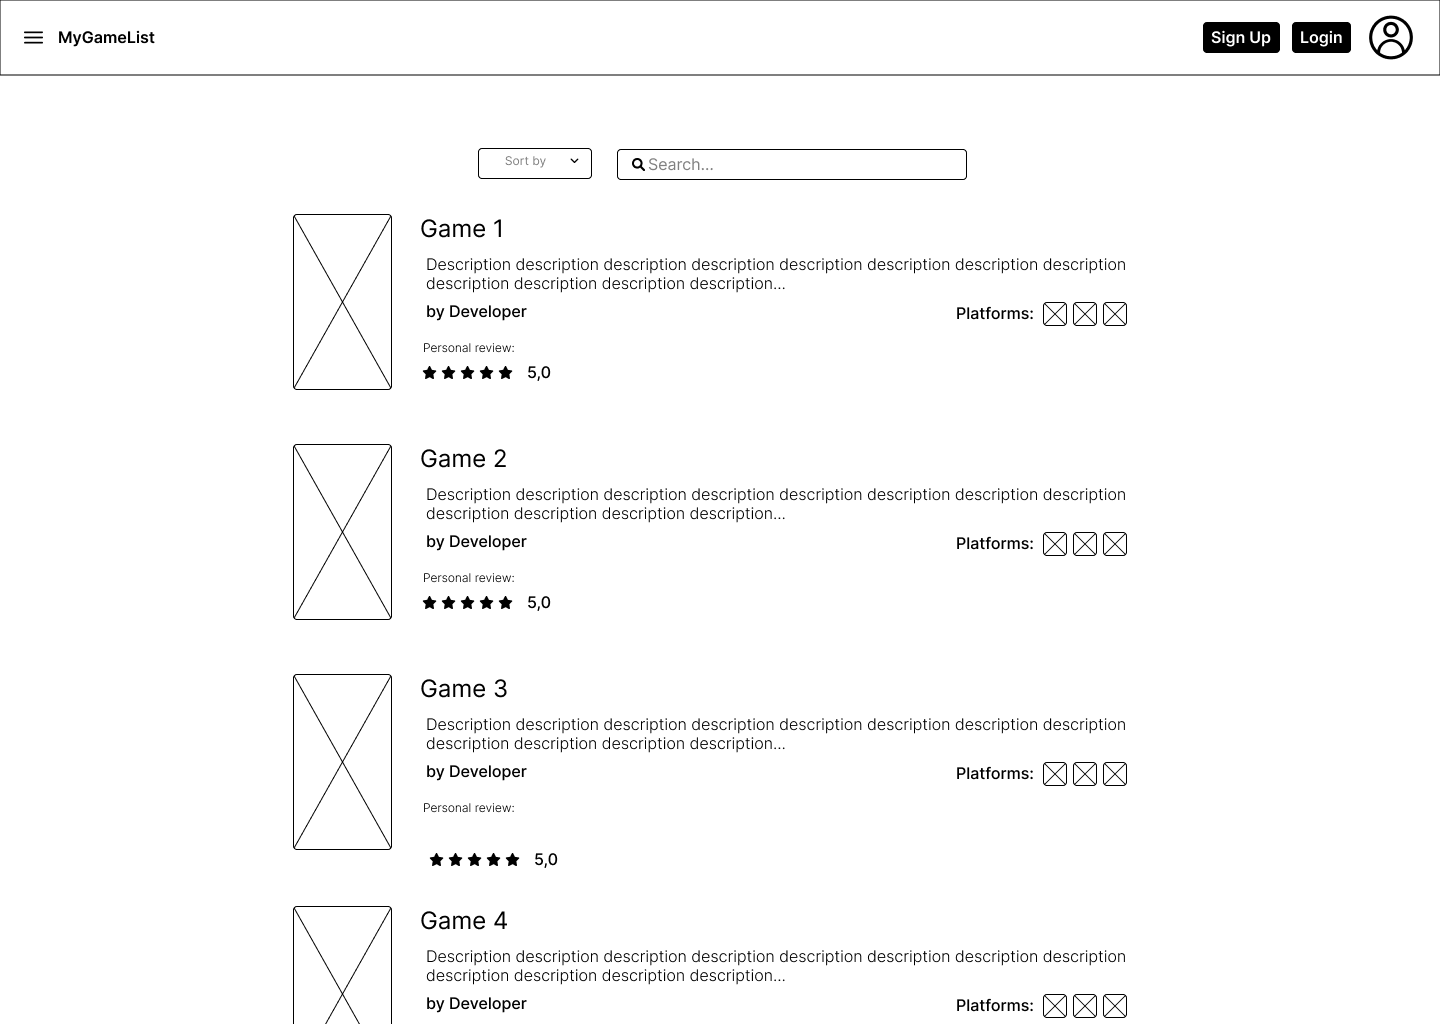 MyGameList
Sign Up
Login
Sort by
Search...
Game 1
Description description description description description description description description
description description description description...
by Developer
Platforms:
Personal review:
5,0
Game 2
Description description description description description description description description
description description description description...
by Developer
Platforms:
Personal review:
5,0
Game 3
Description description description description description description description description
description description description description...
by Developer
Platforms:
Personal review:
5,0
Game 4
Description description description description description description description description
description description description description...
by Developer
Platforms: